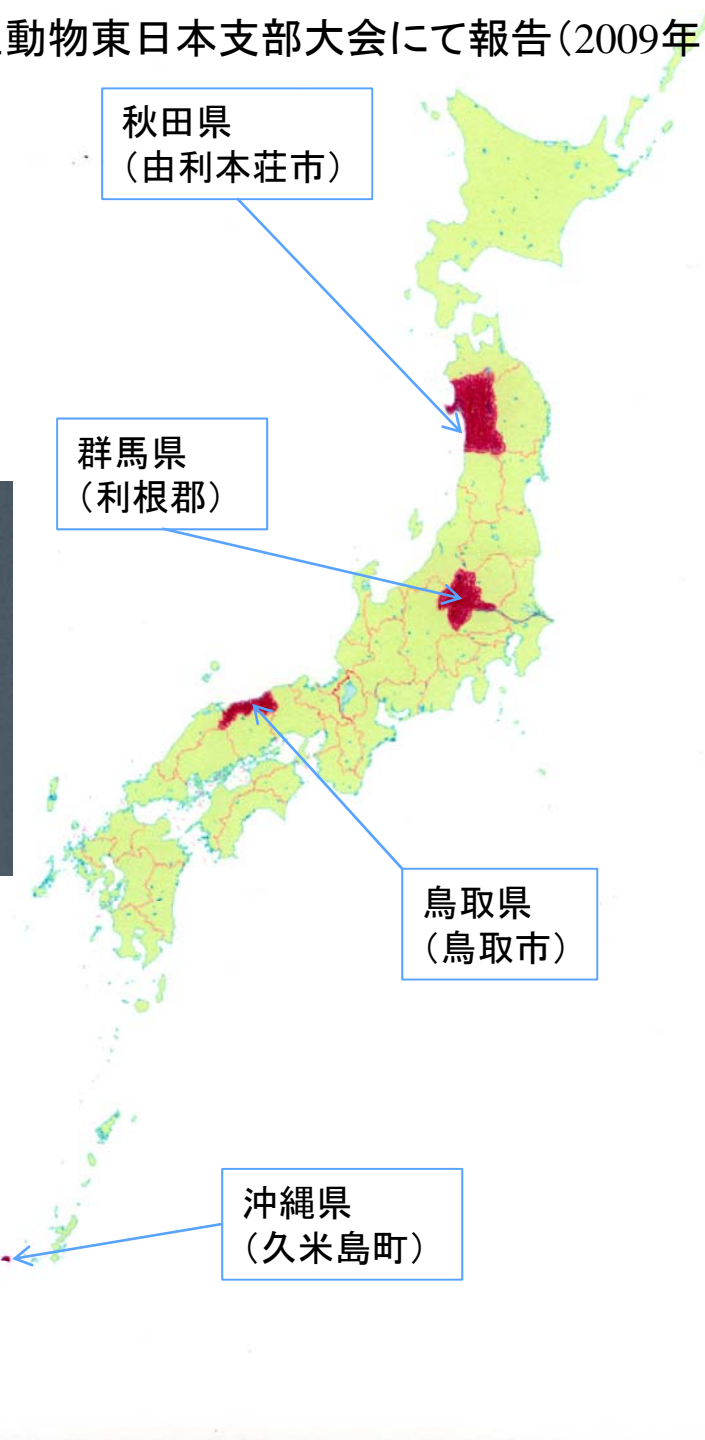 動物東日本支部大会にて報告(2009年
秋田県
(由利本荘市)
群馬県
(利根郡)
鳥取県
(鳥取市)
沖縄県
(久米島町)